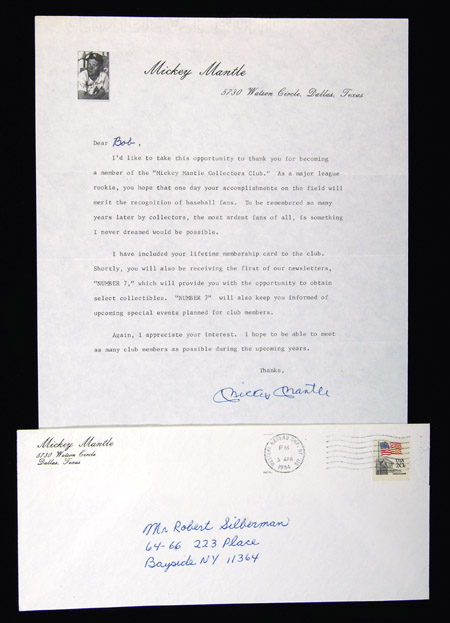 Mickey Mantle
5730 Watson Circle, Dallas, Texas
Dear Bob,
I'd like to take this opportunity to thank you for becoming
a member of the "Mickey Mantle Collectors Club." As a major league
rookie, you hope that one day your accomplishments on the field will
merit the recognition of baseball fans. To be remembered so many
years later by collectors, the most ardent fans of all, is something
I never dreamed would be possible.
I have included your lifetime membership card to the club.
Shortly, you will also be receiving the first of our newsletters,
"NUMBER 7," which will provide you with the opportunity to obtain
select collectibles. "NUMBER 7" will also keep you informed of
upcoming special events planned for club members.
Again, I appreciate your interest. I hope to be able to meet
as many club members as possible during the upcoming years.
Thanks,
Mickey Mantle
Mickey Mantle
5730 Watson Circle
Dallas, Texas
PM
5 APR
1984
USA
20c
Mr Robert Silberman
64-66 223 Place
Bayside NY 11364